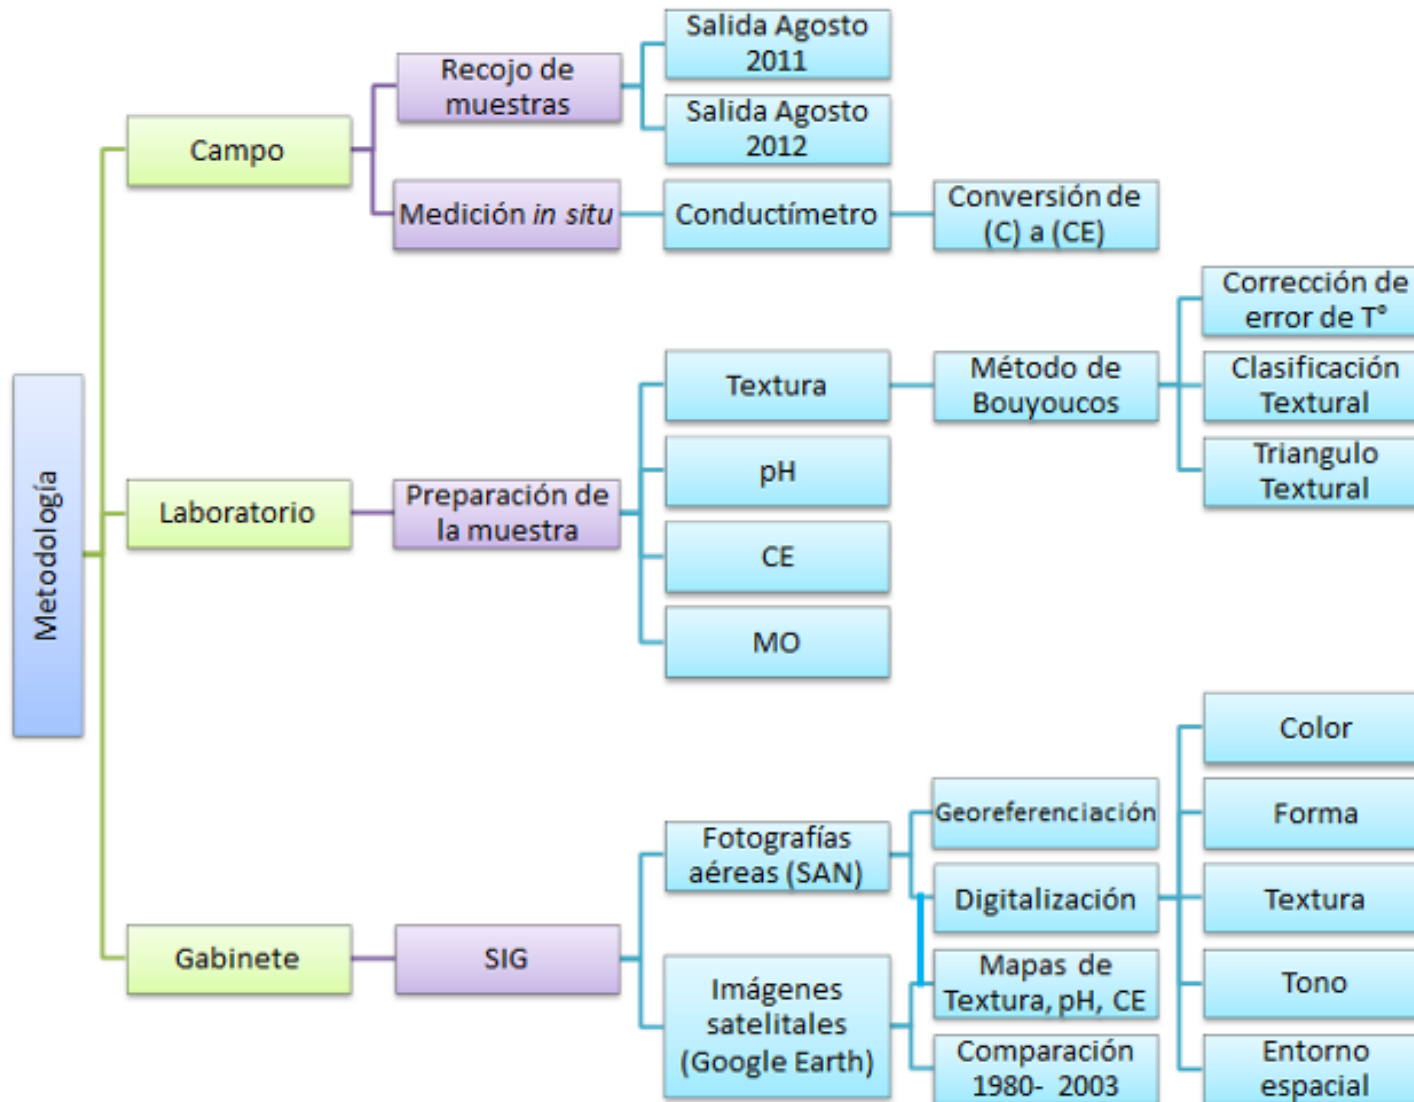 Metodología
Campo
Recojo de
muestras
Salida Agosto
2011
Salida Agosto
2012
Medición in situ
Conductímetro
Conversión de
(C) a (CE)
Laboratorio
Preparación de
la muestra
Textura
Método de
Bouyoucos
Corrección de
error de T°
Clasificación
Textural
Triangulo
Textural
pH
CE
MO
Gabinete
SIG
Fotografías
aéreas (SAN)
Georeferenciación
Digitalización
Color
Forma
Textura
Tono
Entorno
espacial
Imágenes
satelitales
(Google Earth)
Mapas de
Textura, pH, CE
Comparación
1980- 2003